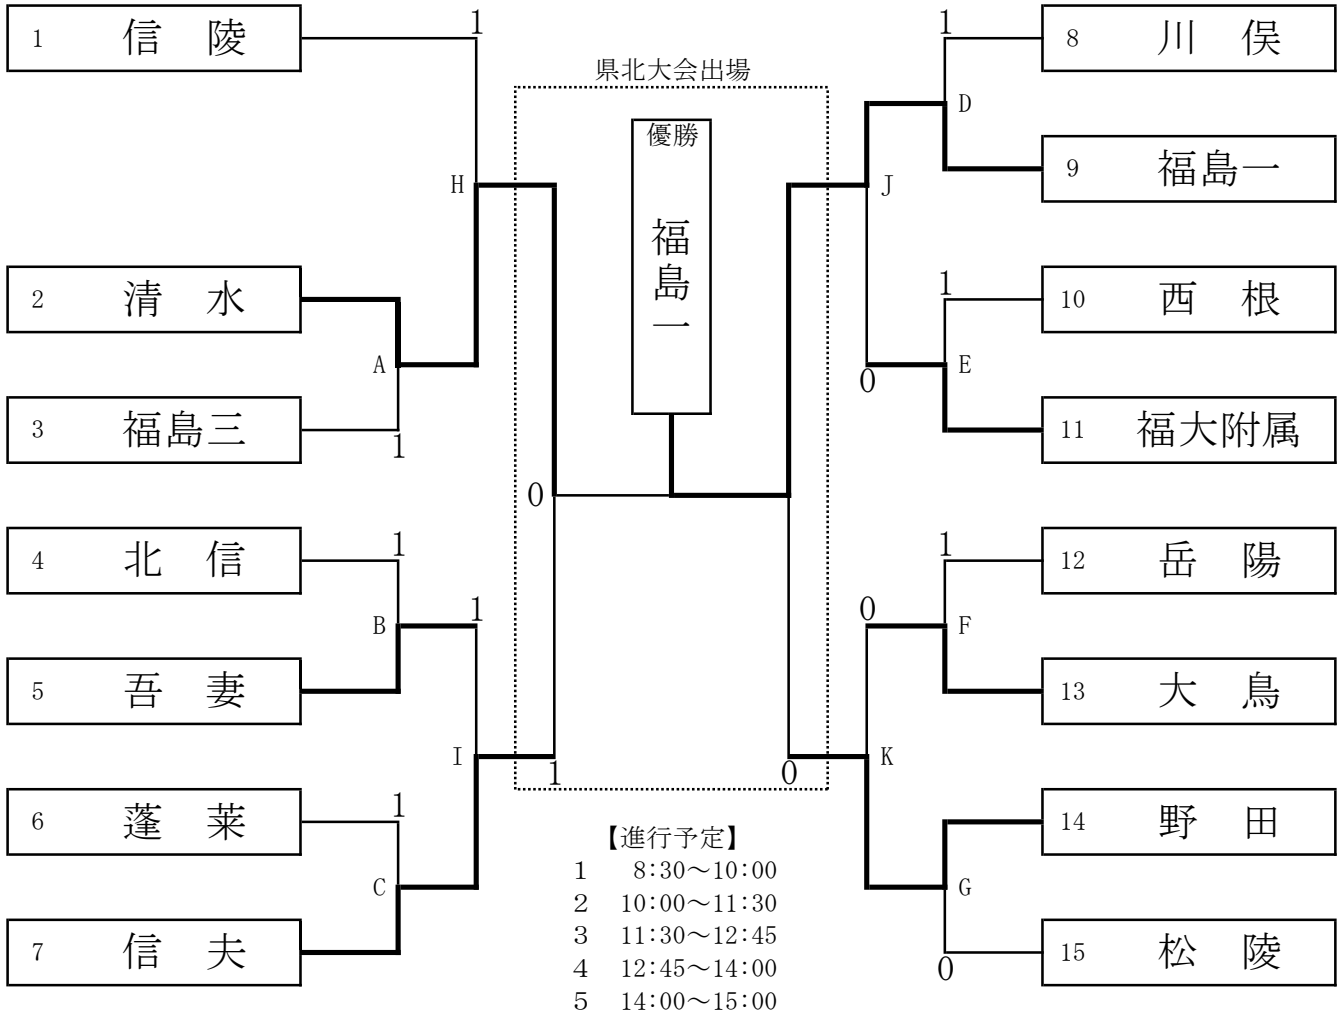 1 信 陵
1
県北大会出場
優勝
福島一
H
2 清 水
A
3 福島三
1
0
4 北 信
1
B
1
5 吾 妻
I
1
6 蓬 莱
1
C
7 信 夫
1
8 川 俣
D
9 福島一
J
1
10 西 根
E
0
11 福大附属
1
12 岳 陽
0
F
13 大 鳥
K
0
14 野 田
G
15 松 陵
0
【進行予定】
1 8:30～10:00
2 10:00～11:30
3 11:30～12:45
4 12:45～14:00
5 14:00～15:00